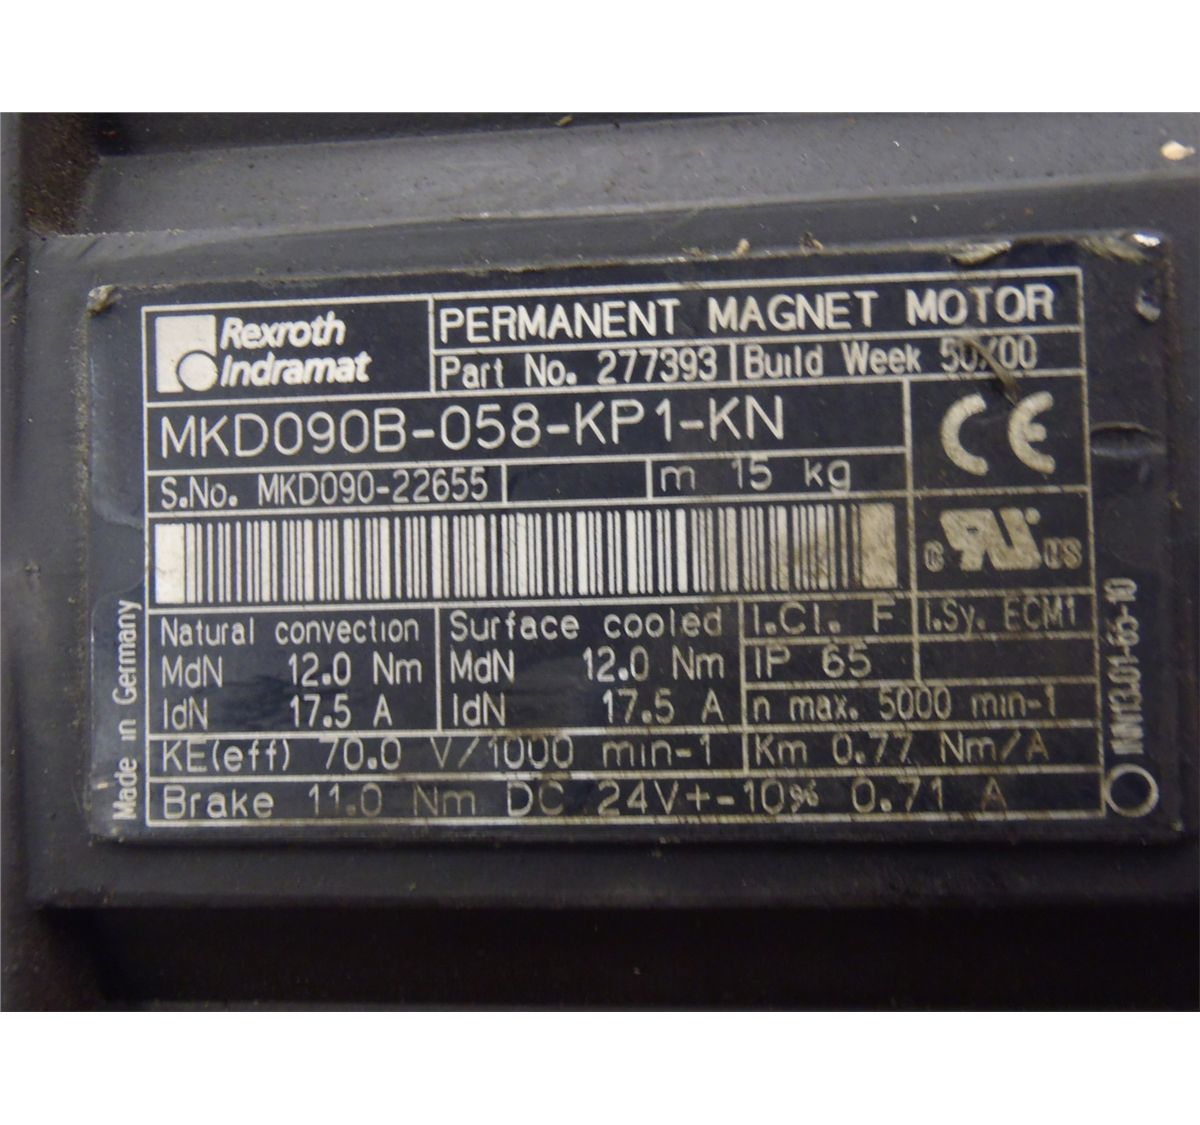 Rexroth
Indramat
PERMANENT MAGNET MOTOR
Part No. 277393 Build Week 50/00
MKD090B-058-KP1-KN
S.No. MKD090-22655 m 15 kg
CE
c RU US
Natural convection
MdN 12.0 Nm
IdN 17.5 A
Surface cooled
MdN 12.0 Nm
IdN 17.5 A
I.Cl. F I.Sy. ECM1
IP 65
n max. 5000 min-1
KE(eff) 70.0 V/1000 min-1 Km 0.77 Nm/A
Brake 11.0 Nm DC 24V+-10% 0.71 A
Made in Germany